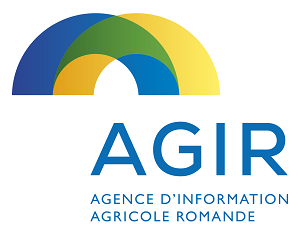 AGIR
AGENCE D'INFORMATION
AGRICOLE ROMANDE